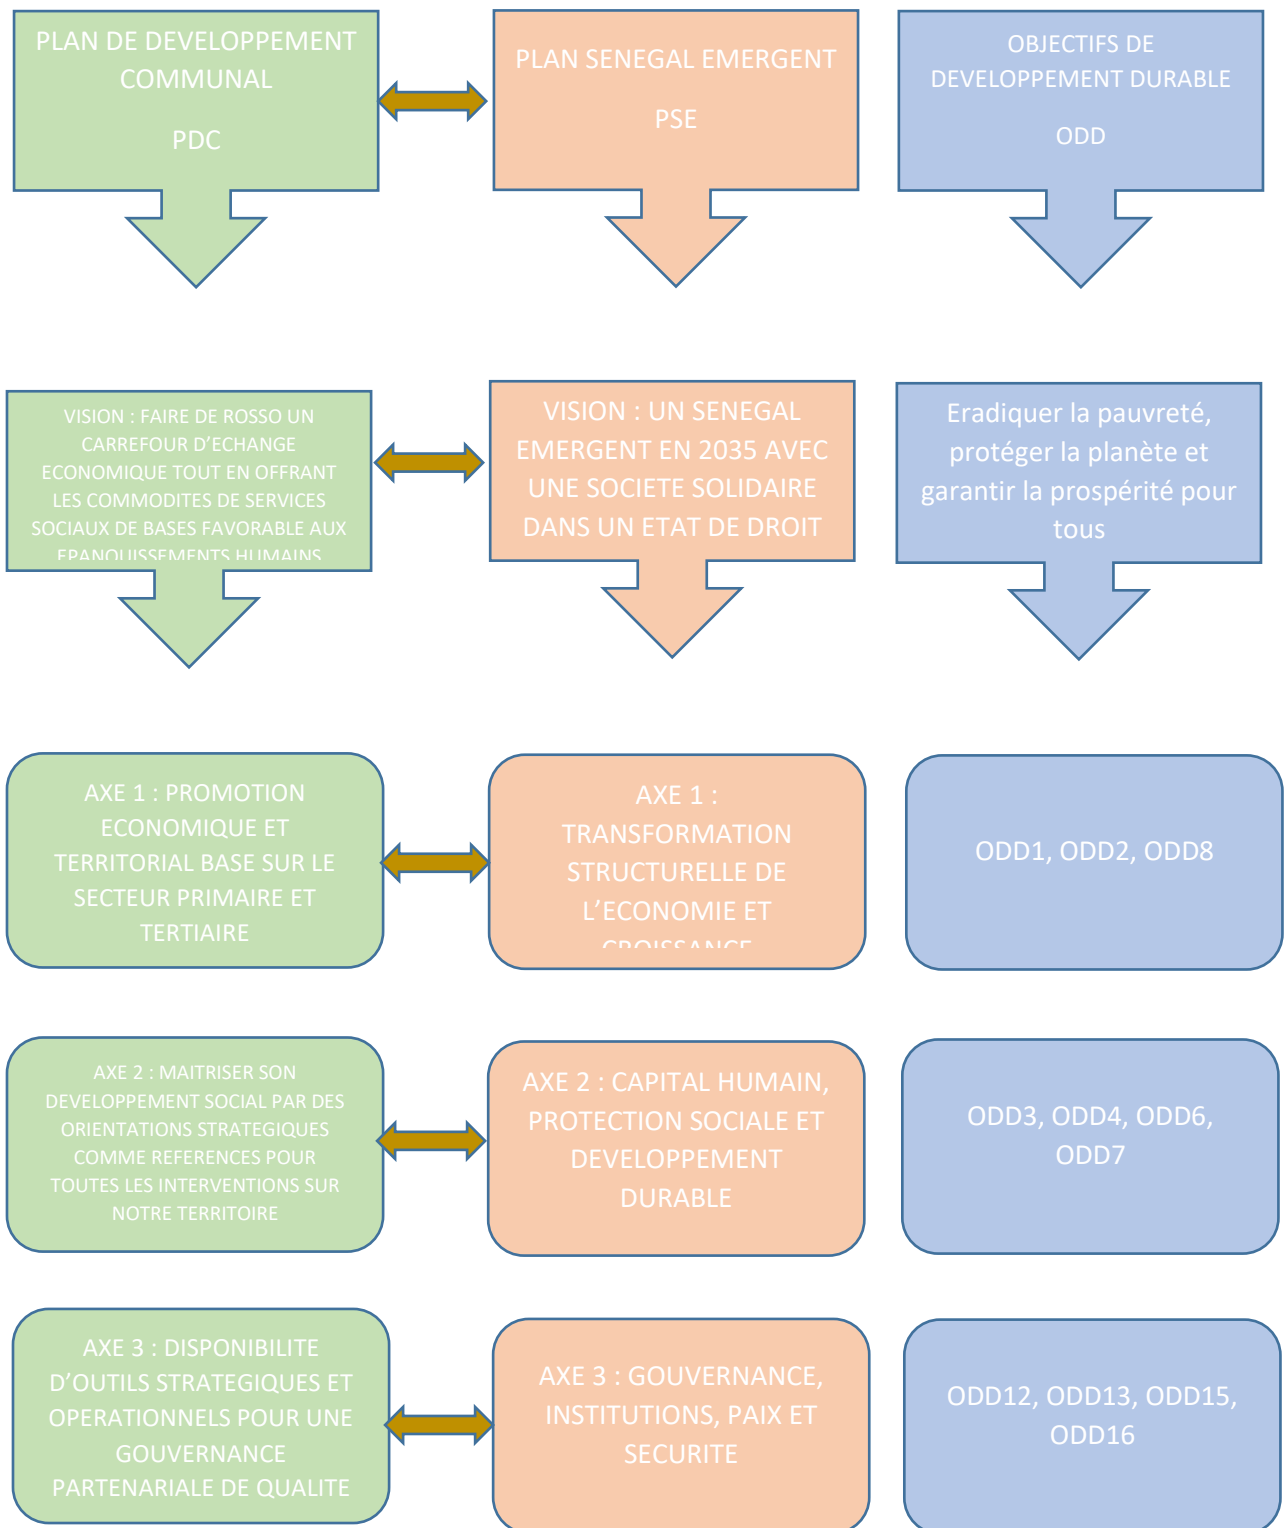 PLAN DE DEVELOPPEMENT
COMMUNAL
PDC
PLAN SENEGAL EMERGENT
PSE
OBJECTIFS DE
DEVELOPPEMENT DURABLE
ODD
VISION : FAIRE DE ROSSO UN
CARREFOUR D’ECHANGE
ECONOMIQUE TOUT EN OFFRANT
LES COMMODITES DE SERVICES
SOCIAUX DE BASES FAVORABLE AUX
EPANOUISSEMENTS HUMAINS
VISION : UN SENEGAL
EMERGENT EN 2035 AVEC
UNE SOCIETE SOLIDAIRE
DANS UN ETAT DE DROIT
Eradiquer la pauvreté,
protéger la planète et
garantir la prospérité pour
tous
AXE 1 : PROMOTION
ECONOMIQUE ET
TERRITORIAL BASE SUR LE
SECTEUR PRIMAIRE ET
TERTIAIRE
AXE 1 :
TRANSFORMATION
STRUCTURELLE DE
L’ECONOMIE ET
CROISSANCE
ODD1, ODD2, ODD8
AXE 2 : MAITRISER SON
DEVELOPPEMENT SOCIAL PAR DES
ORIENTATIONS STRATEGIQUES
COMME REFERENCES POUR
TOUTES LES INTERVENTIONS SUR
NOTRE TERRITOIRE
AXE 2 : CAPITAL HUMAIN,
PROTECTION SOCIALE ET
DEVELOPPEMENT
DURABLE
ODD3, ODD4, ODD6,
ODD7
AXE 3 : DISPONIBILITE
D’OUTILS STRATEGIQUES ET
OPERATIONNELS POUR UNE
GOUVERNANCE
PARTENARIALE DE QUALITE
AXE 3 : GOUVERNANCE,
INSTITUTIONS, PAIX ET
SECURITE
ODD12, ODD13, ODD15,
ODD16